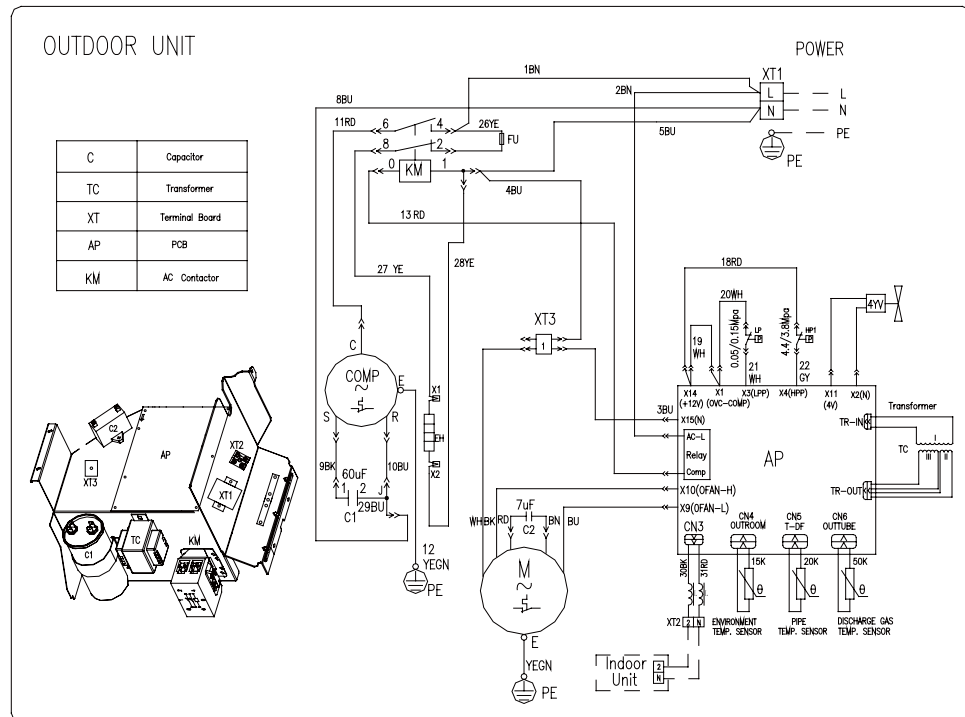 OUTDOOR UNIT
POWER
XT1
L
L
N
N
PE
PE
1BN
2BN
8BU
5BU
11RD
6
4
26YE
FU
8
2
0
KM
1
4BU
13 RD
27 YE
28YE
C Capacitor
TC Transformer
XT Terminal Board
AP PCB
KM AC Contactor
18RD
20WH
4YV
XT3
1
19
WH
0.05/0.15Mpa
LP
P
4.4/3.8Mpa
HP1
P
21
WH
22
GY
C
COMP
~
E
S
R
X1
EH
X2
9BK
10BU
60uF
1
2
J
C1
29BU
12
YEGN
PE
X14
(+12V)
X1
(OVC-COMP)
X3(LPP)
X4(HPP)
X11
(4V)
X2(N)
3BU
X15(N)
AC-L
Relay
Comp
AP
TR-IN
Transformer
TC
I
III
II
TR-OUT
X10(OFAN-H)
X9(OFAN-L)
WH
BK
RD
7uF
C2
BN
BU
M
~
E
YEGN
PE
CN3
CN4
OUTROOM
CN5
T-DF
CN6
OUTTUBE
30BK
31RD
15K
20K
50K
θ
θ
θ
XT2
2
N
ENVIRONMENT
TEMP. SENSOR
PIPE
TEMP. SENSOR
DISCHARGE GAS
TEMP. SENSOR
Indoor
Unit
2
N
C2
XT3
AP
XT2
XT1
C1
TC
KM